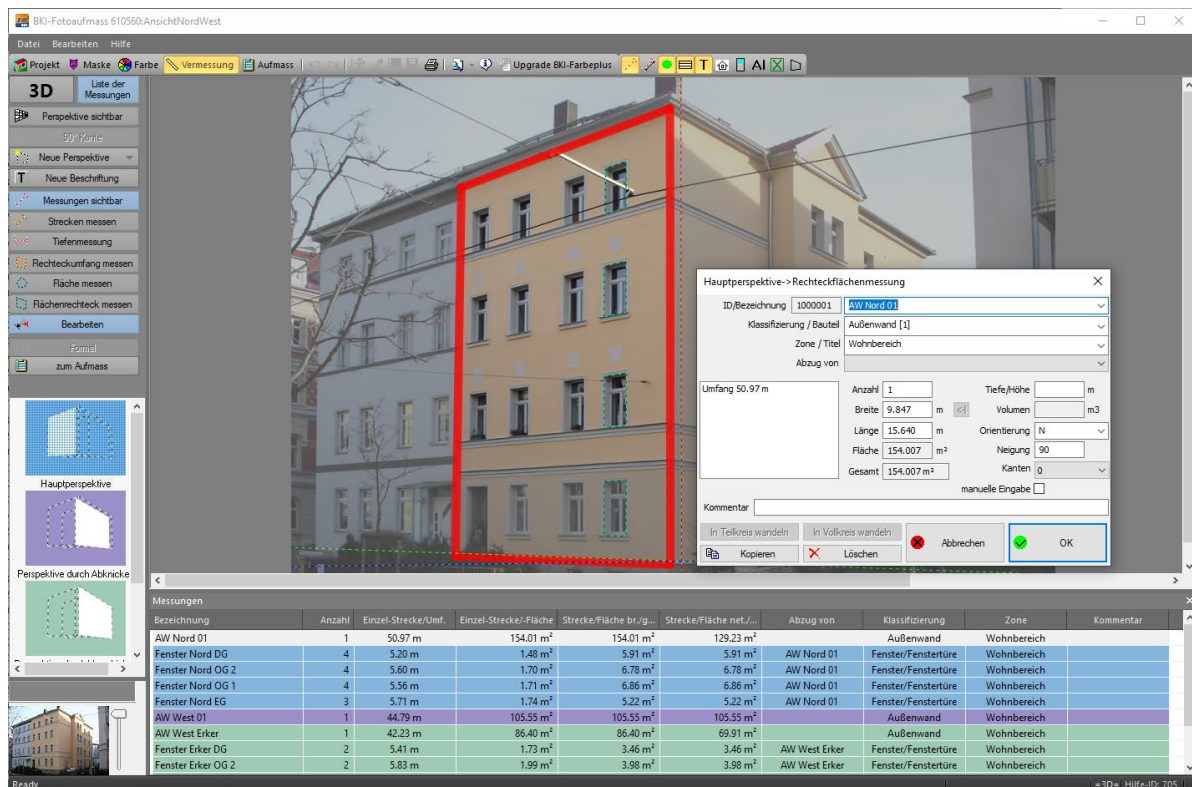 BKI-Fotoaufmass 610560:AnsichtNordWest
Datei Bearbeiten Hilfe
Projekt Maske Farbe Vermessung Aufmass Upgrade BKI-Farbeplus T AI
3D Liste der Messungen
Perspektive sichtbar
90° Kante
Neue Perspektive
T Neue Beschriftung
Messungen sichtbar
Strecken messen
Tiefenmessung
Rechteckumfang messen
Fläche messen
Flächenrechteck messen
Bearbeiten
Formel
zum Aufmass
Hauptperspektive
Perspektive durch Abknicke
Hauptperspektive->Rechteckflächenmessung
ID/Bezeichnung 1000001 AW Nord 01
Klassifizierung / Bauteil Außenwand [1]
Zone / Titel Wohnbereich
Abzug von
Umfang 50.97 m
Anzahl 1 Tiefe/Höhe m
Breite 9.847 m <-| Volumen m3
Länge 15.640 m Orientierung N
Fläche 154.007 m² Neigung 90
Gesamt 154.007 m² Kanten 0
manuelle Eingabe
Kommentar
In Teilkreis wandeln In Vollkreis wandeln Abbrechen OK
Kopieren Löschen
Messungen
Bezeichnung Anzahl Einzel-Strecke/Umf. Einzel-Strecke/-Fläche Strecke/Fläche br./g... Strecke/Fläche net./... Abzug von Klassifizierung Zone Kommentar
AW Nord 01 1 50.97 m 154.01 m² 154.01 m² 129.23 m² Außenwand Wohnbereich
Fenster Nord DG 4 5.20 m 1.48 m² 5.91 m² 5.91 m² AW Nord 01 Fenster/Fenstertüre Wohnbereich
Fenster Nord OG 2 4 5.60 m 1.70 m² 6.78 m² 6.78 m² AW Nord 01 Fenster/Fenstertüre Wohnbereich
Fenster Nord OG 1 4 5.56 m 1.71 m² 6.86 m² 6.86 m² AW Nord 01 Fenster/Fenstertüre Wohnbereich
Fenster Nord EG 3 5.71 m 1.74 m² 5.22 m² 5.22 m² AW Nord 01 Fenster/Fenstertüre Wohnbereich
AW West 01 1 44.79 m 105.55 m² 105.55 m² 105.55 m² Außenwand Wohnbereich
AW West Erker 1 42.23 m 86.40 m² 86.40 m² 69.91 m² Außenwand Wohnbereich
Fenster Erker DG 2 5.41 m 1.73 m² 3.46 m² 3.46 m² AW West Erker Fenster/Fenstertüre Wohnbereich
Fenster Erker OG 2 2 5.83 m 1.99 m² 3.98 m² 3.98 m² AW West Erker Fenster/Fenstertüre Wohnbereich
Ready =3D= Hilfe-ID: 705